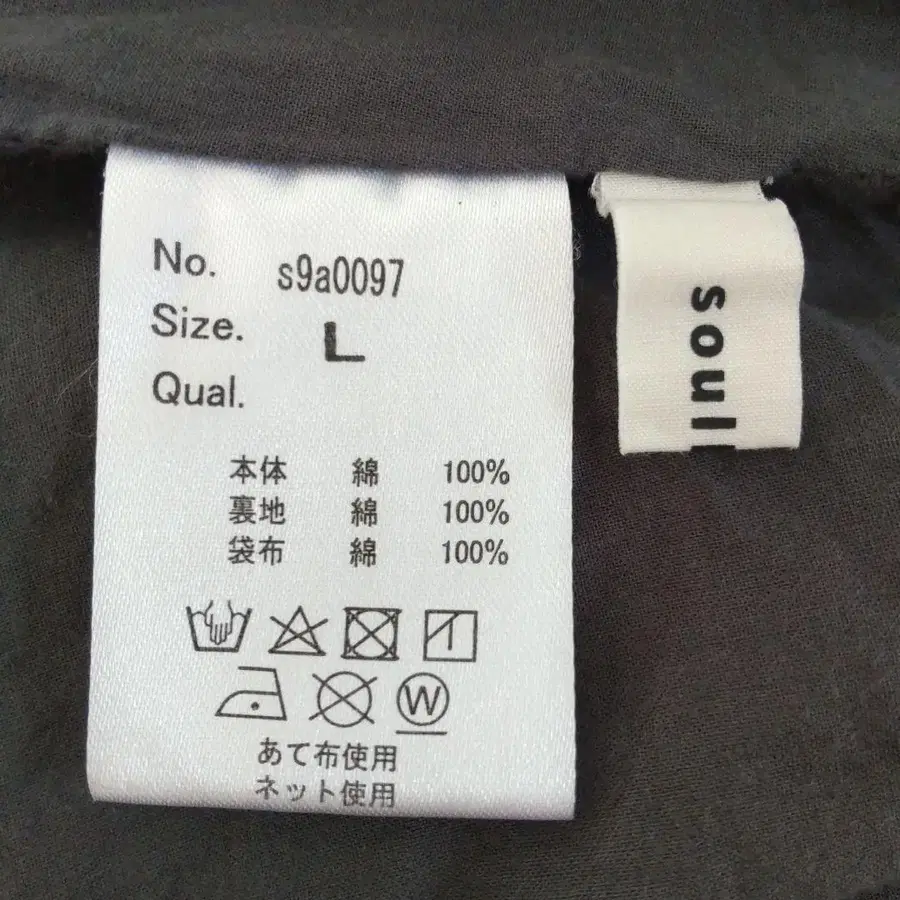 No. s9a0097
Size. L
Qual.
本体 綿 100%
裏地 綿 100%
袋布 綿 100%
W
あて布使用
ネット使用
soul